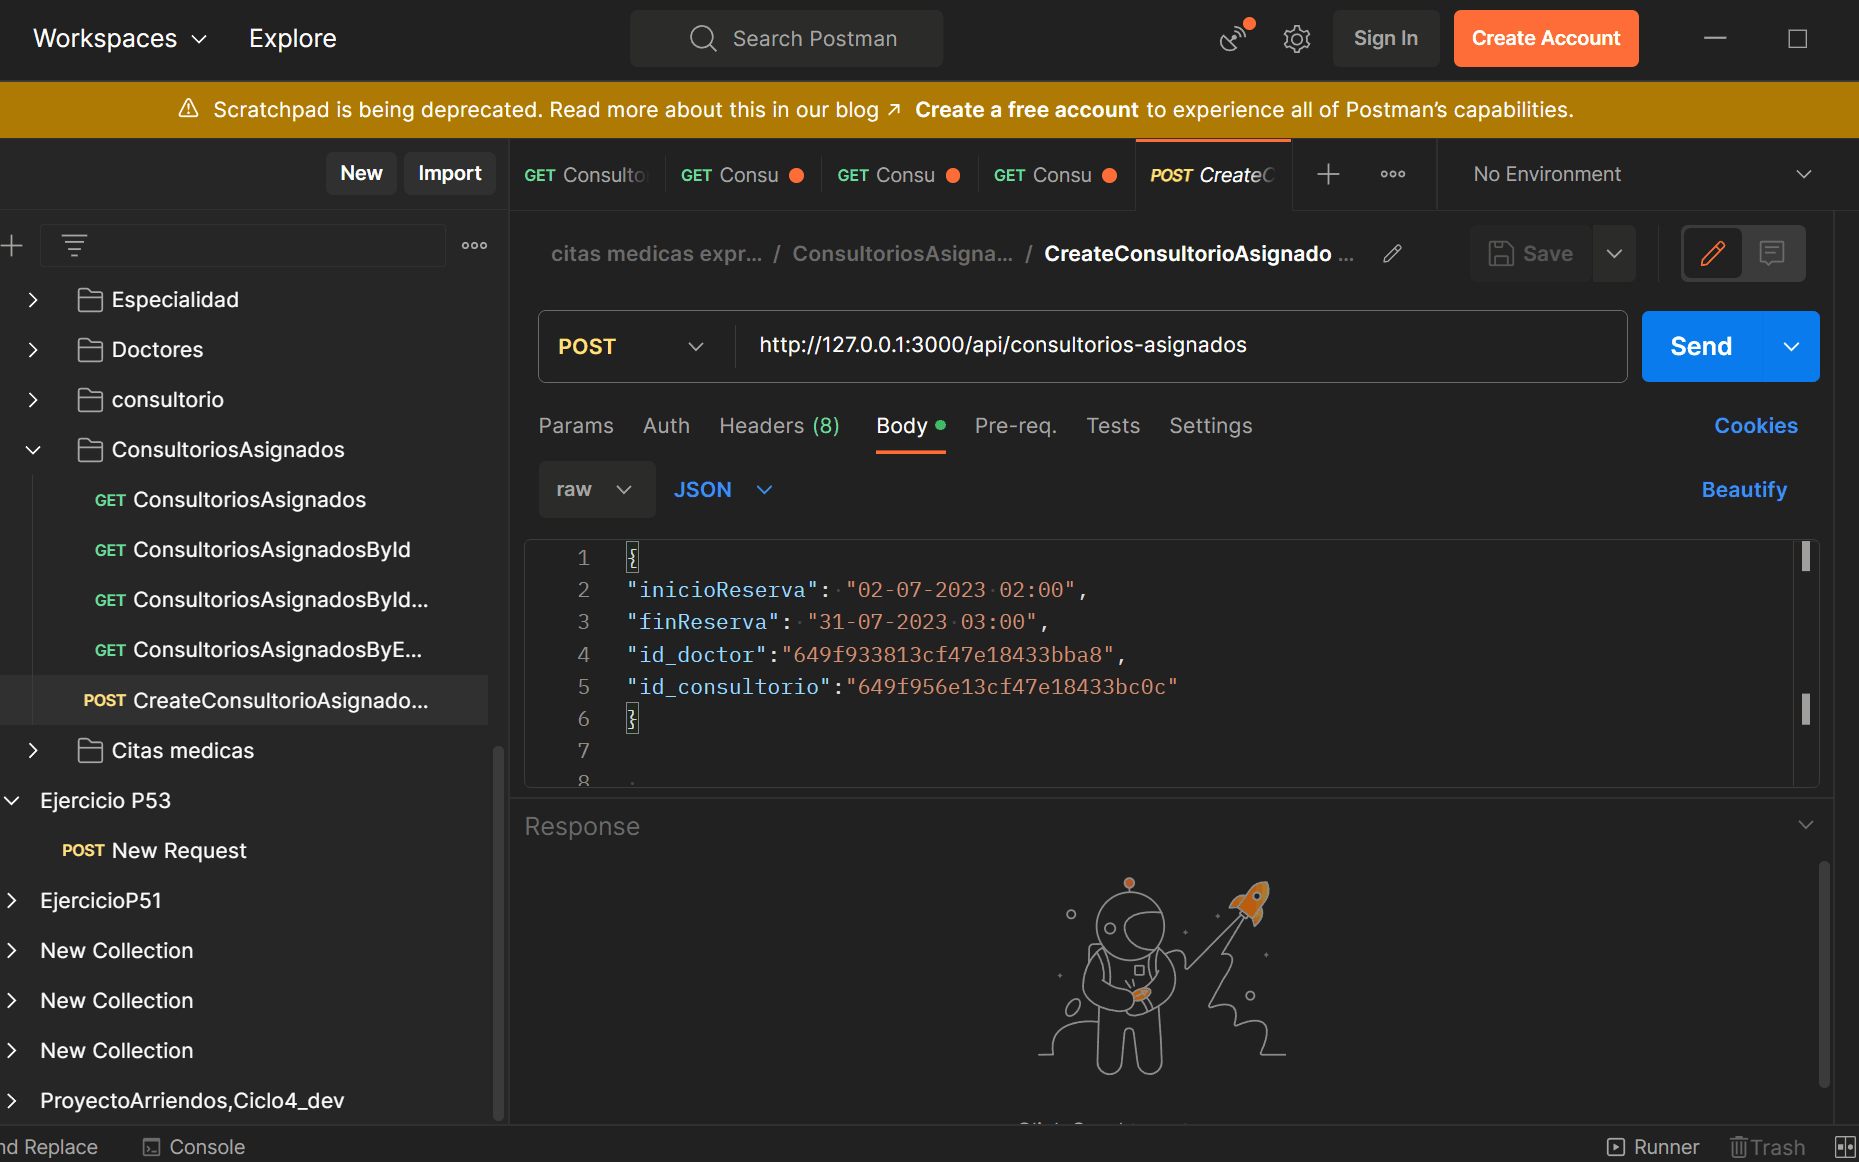 Workspaces Explore Search Postman Sign In Create Account
Scratchpad is being deprecated. Read more about this in our blog ↗ Create a free account to experience all of Postman’s capabilities.
New Import
GET Consulto GET Consu GET Consu GET Consu POST CreateC No Environment
citas medicas expr... / ConsultoriosAsigna... / CreateConsultorioAsignado ... Save
POST http://127.0.0.1:3000/api/consultorios-asignados Send
Params Auth Headers (8) Body Pre-req. Tests Settings Cookies
raw JSON Beautify
1 {
2 "inicioReserva": "02-07-2023 02:00",
3 "finReserva": "31-07-2023 03:00",
4 "id_doctor":"649f933813cf47e18433bba8",
5 "id_consultorio":"649f956e13cf47e18433bc0c"
6 }
7
8
Especialidad
Doctores
consultorio
ConsultoriosAsignados
GET ConsultoriosAsignados
GET ConsultoriosAsignadosById
GET ConsultoriosAsignadosById...
GET ConsultoriosAsignadosByE...
POST CreateConsultorioAsignado...
Citas medicas
Ejercicio P53
POST New Request
EjercicioP51
New Collection
New Collection
New Collection
ProyectoArriendos,Ciclo4_dev
Response
nd Replace Console Runner Trash